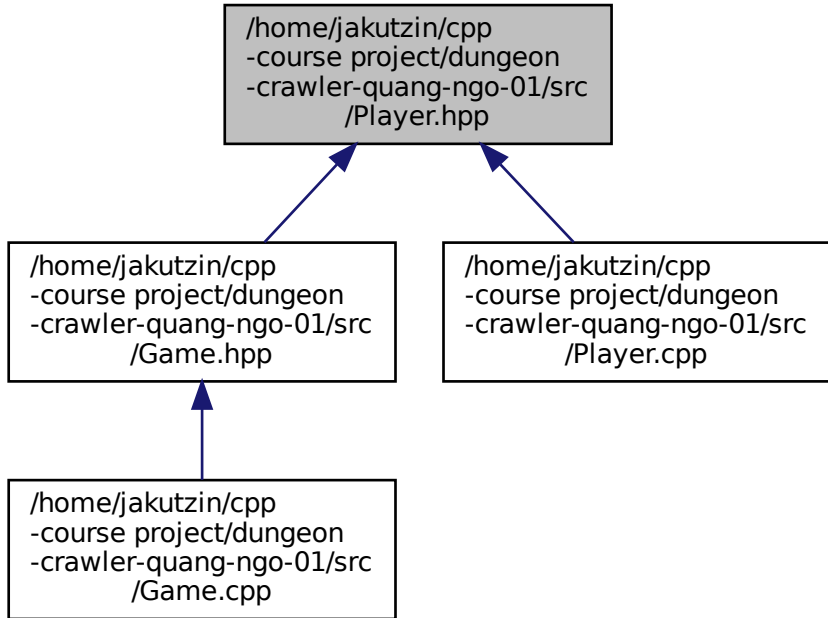 /home/jakutzin/cpp
-course project/dungeon
-crawler-quang-ngo-01/src
/Player.hpp
/home/jakutzin/cpp
-course project/dungeon
-crawler-quang-ngo-01/src
/Game.hpp
/home/jakutzin/cpp
-course project/dungeon
-crawler-quang-ngo-01/src
/Player.cpp
/home/jakutzin/cpp
-course project/dungeon
-crawler-quang-ngo-01/src
/Game.cpp